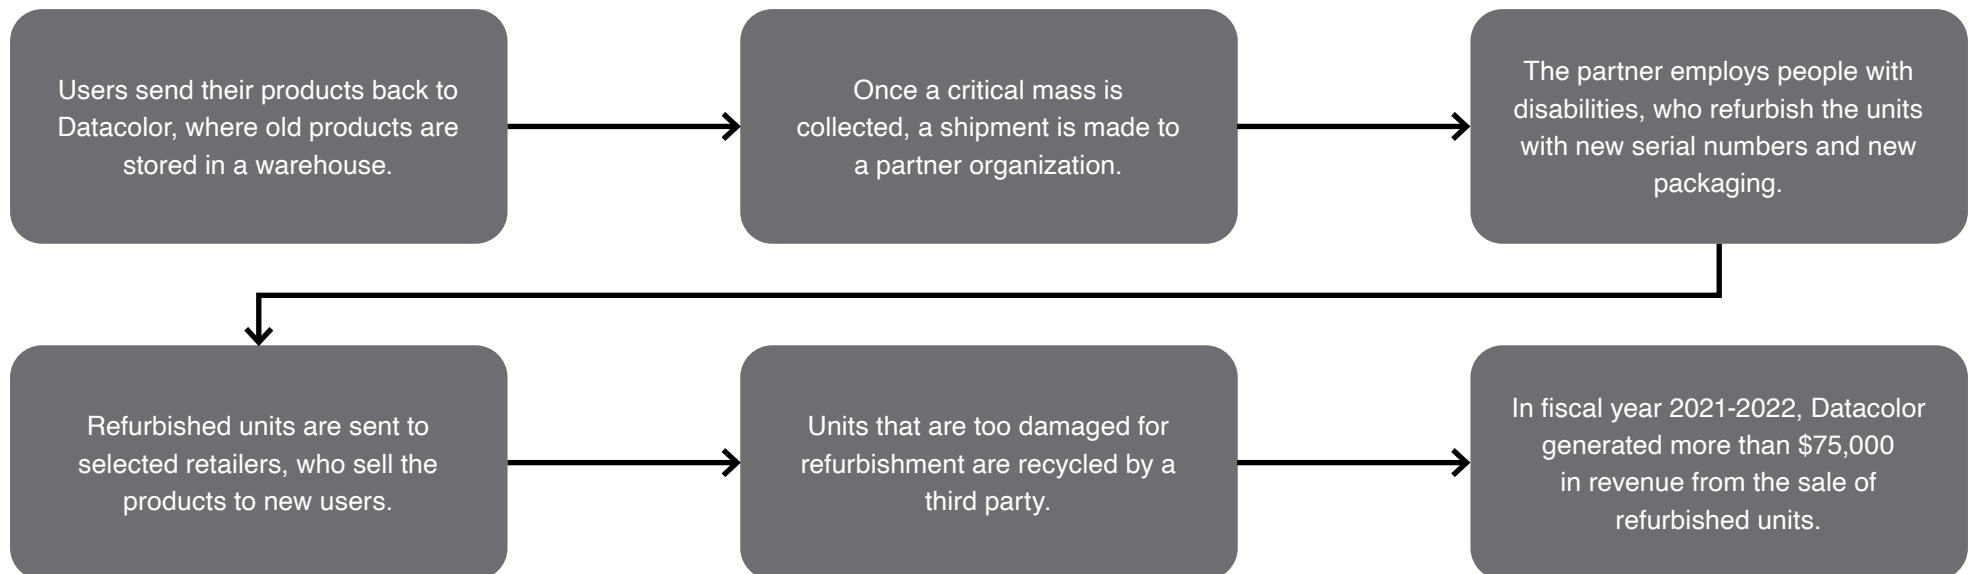 Users send their products back to
Datacolor, where old products are
stored in a warehouse.
Once a critical mass is
collected, a shipment is made to
a partner organization.
The partner employs people with
disabilities, who refurbish the units
with new serial numbers and new
packaging.
Refurbished units are sent to
selected retailers, who sell the
products to new users.
Units that are too damaged for
refurbishment are recycled by a
third party.
In fiscal year 2021-2022, Datacolor
generated more than $75,000
in revenue from the sale of
refurbished units.